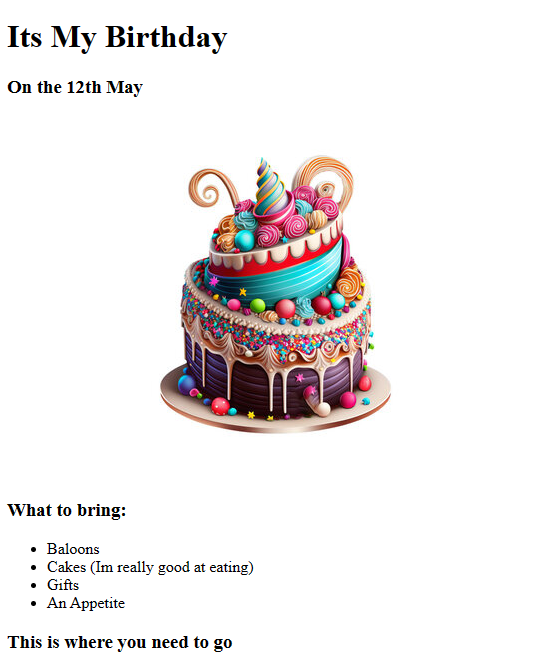 Its My Birthday
On the 12th May
What to bring:
Baloons
Cakes (Im really good at eating)
Gifts
An Appetite
This is where you need to go